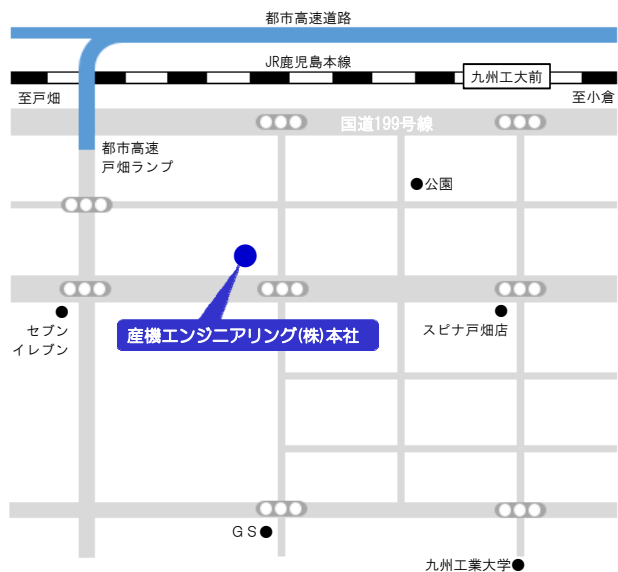 都市高速道路
JR鹿児島本線
九州工大前
至戸畑
至小倉
国道199号線
都市高速
戸畑ランプ
公園
セブン
イレブン
スピナ戸畑店
産機エンジニアリング(株)本社
ＧＳ
九州工業大学